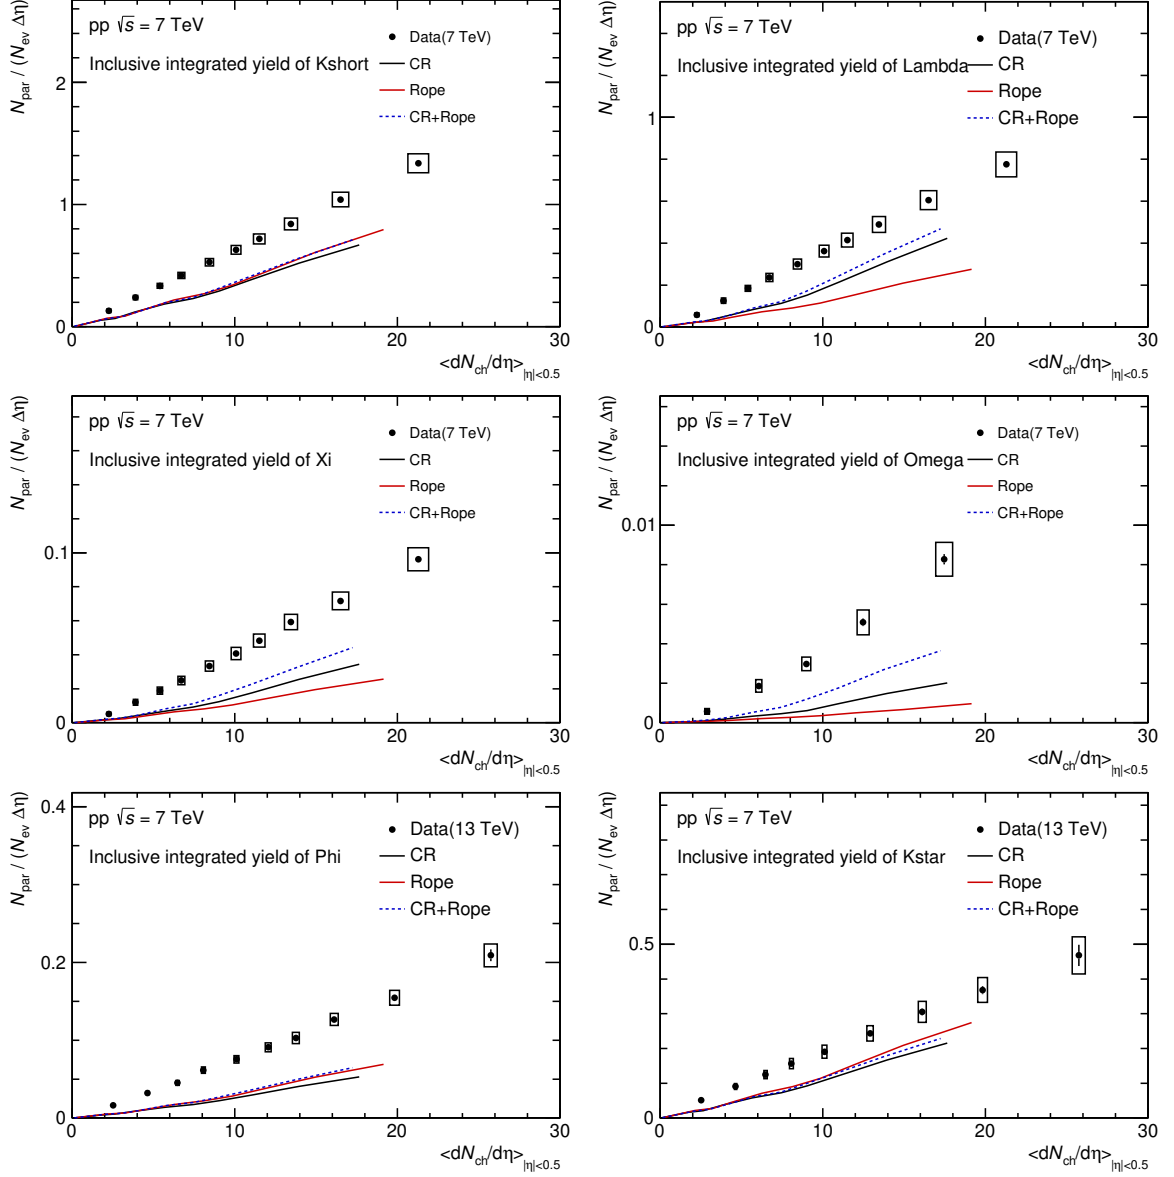 N_par / (N_ev Δη)
pp √s = 7 TeV
Inclusive integrated yield of Kshort
Data(7 TeV)
CR
Rope
CR+Rope
2
1
0
0 10 20 30
<dN_ch/dη>_|η|<0.5
N_par / (N_ev Δη)
pp √s = 7 TeV
Inclusive integrated yield of Lambda
Data(7 TeV)
CR
Rope
CR+Rope
1
0
0 10 20 30
<dN_ch/dη>_|η|<0.5
N_par / (N_ev Δη)
pp √s = 7 TeV
Inclusive integrated yield of Xi
Data(7 TeV)
CR
Rope
CR+Rope
0.1
0
0 10 20 30
<dN_ch/dη>_|η|<0.5
N_par / (N_ev Δη)
pp √s = 7 TeV
Inclusive integrated yield of Omega
Data(7 TeV)
CR
Rope
CR+Rope
0.01
0
0 10 20 30
<dN_ch/dη>_|η|<0.5
N_par / (N_ev Δη)
pp √s = 7 TeV
Inclusive integrated yield of Phi
Data(13 TeV)
CR
Rope
CR+Rope
0.4
0.2
0
0 10 20 30
<dN_ch/dη>_|η|<0.5
N_par / (N_ev Δη)
pp √s = 7 TeV
Inclusive integrated yield of Kstar
Data(13 TeV)
CR
Rope
CR+Rope
0.5
0
0 10 20 30
<dN_ch/dη>_|η|<0.5